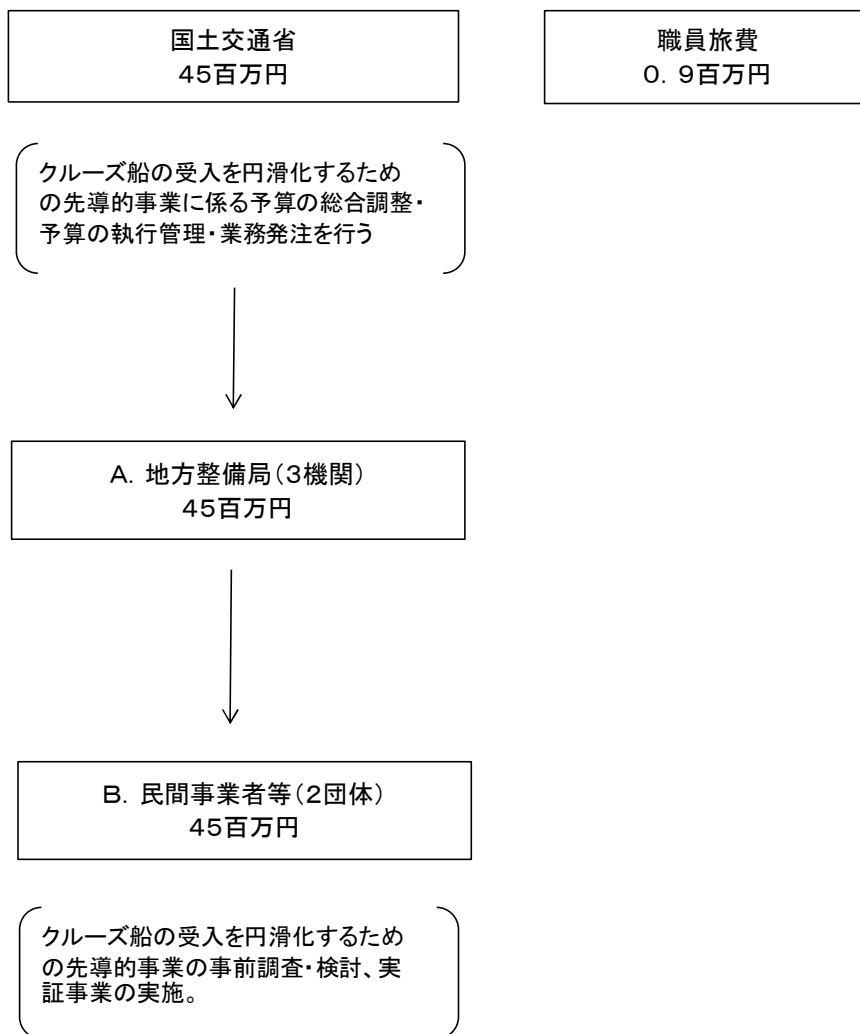 国土交通省
45百万円
職員旅費
0．9百万円
クルーズ船の受入を円滑化するため
の先導的事業に係る予算の総合調整・
予算の執行管理・業務発注を行う
A．地方整備局（3機関）
45百万円
B．民間事業者等（2団体）
45百万円
クルーズ船の受入を円滑化するため
の先導的事業の事前調査・検討、実
証事業の実施。